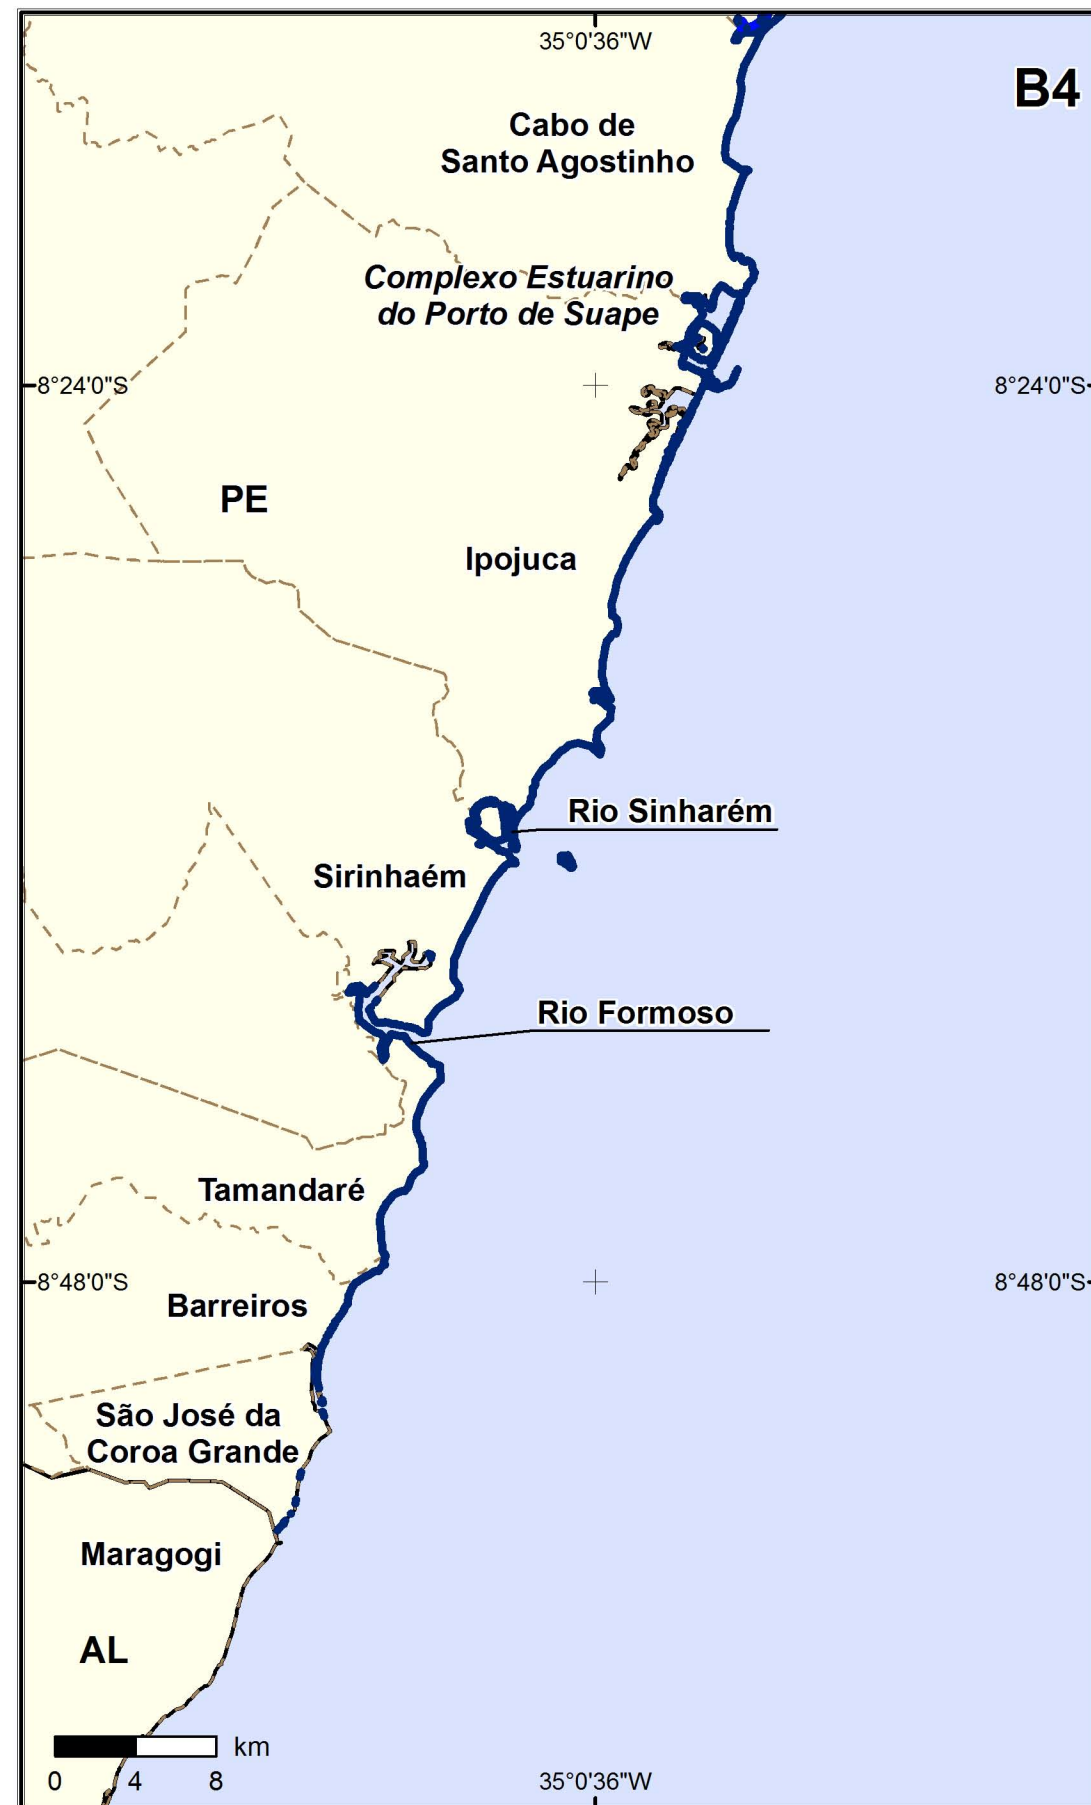 35°0'36"W
B4
Cabo de
Santo Agostinho
Complexo Estuarino
do Porto de Suape
8°24'0"S
8°24'0"S
PE
Ipojuca
Rio Sinharém
Sirinhaém
Rio Formoso
Tamandaré
8°48'0"S
8°48'0"S
Barreiros
São José da
Coroa Grande
Maragogi
AL
km
0 4 8
35°0'36"W